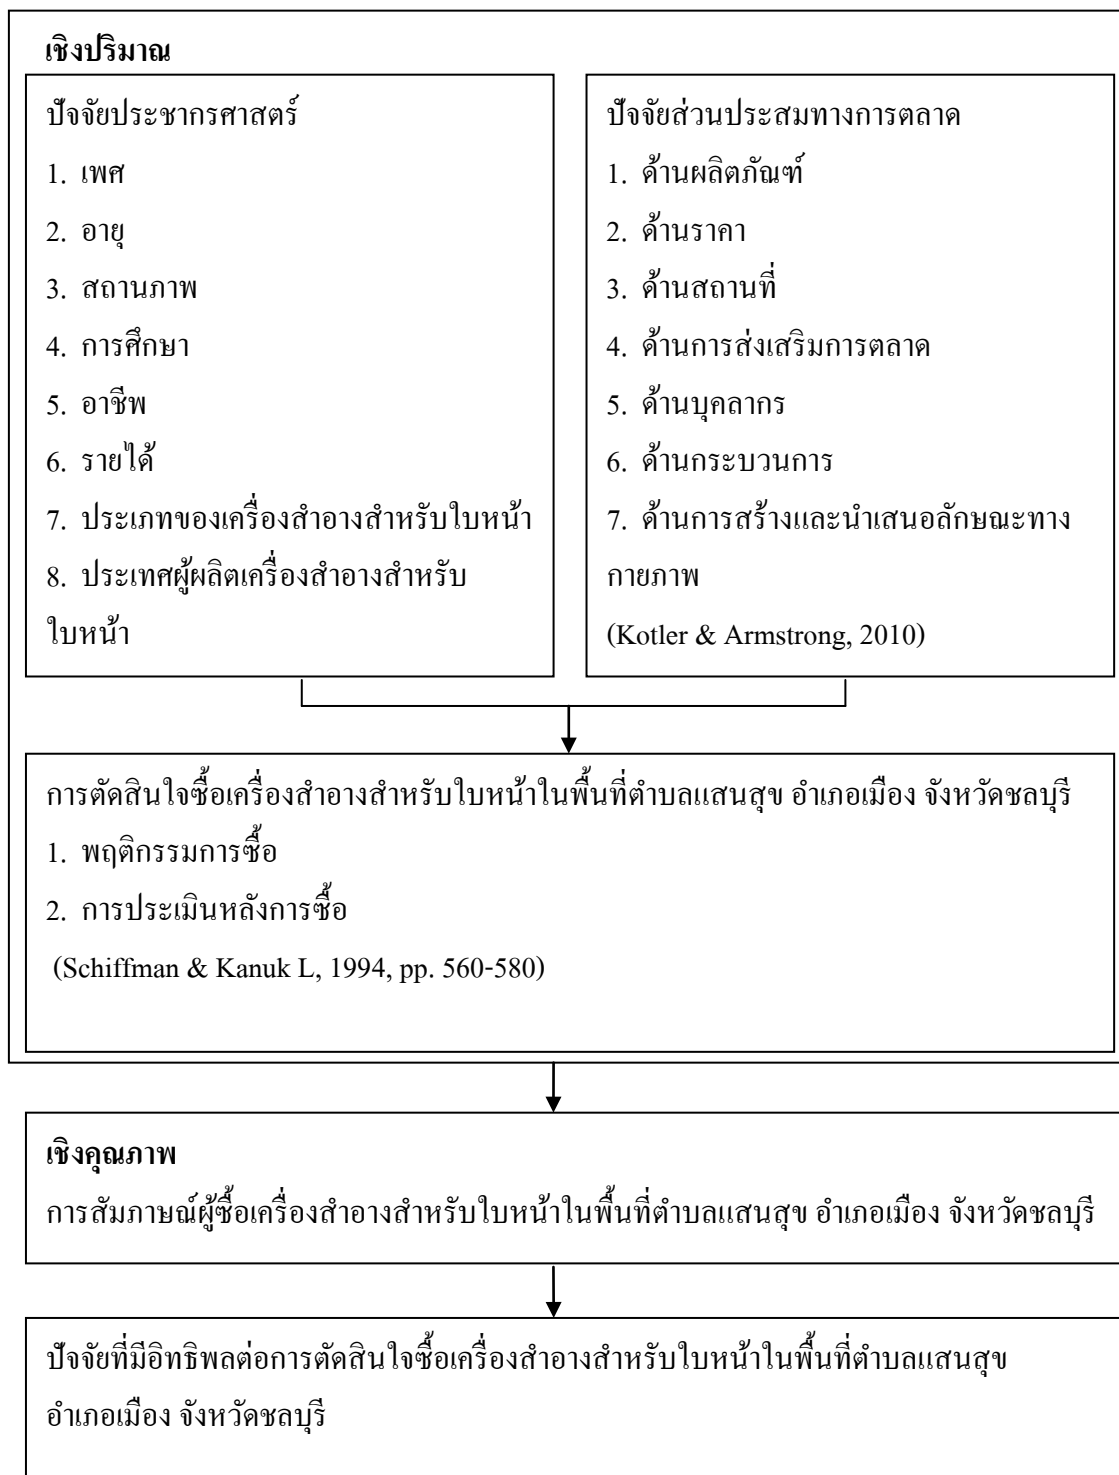 เชิงปริมาณ
ปัจจัยประชากรศาสตร์
1. เพศ
2. อายุ
3. สถานภาพ
4. การศึกษา
5. อาชีพ
6. รายได้
7. ประเภทของเครื่องสำอางสำหรับใบหน้า
8. ประเทศผู้ผลิตเครื่องสำอางสำหรับ
ใบหน้า
ปัจจัยส่วนประสมทางการตลาด
1. ด้านผลิตภัณฑ์
2. ด้านราคา
3. ด้านสถานที่
4. ด้านการส่งเสริมการตลาด
5. ด้านบุคลากร
6. ด้านกระบวนการ
7. ด้านการสร้างและนำเสนอลักษณะทาง
กายภาพ
(Kotler & Armstrong, 2010)
การตัดสินใจซื้อเครื่องสำอางสำหรับใบหน้าในพื้นที่ตำบลแสนสุข อำเภอเมือง จังหวัดชลบุรี
1. พฤติกรรมการซื้อ
2. การประเมินหลังการซื้อ
(Schiffman & Kanuk L, 1994, pp. 560-580)
เชิงคุณภาพ
การสัมภาษณ์ผู้ซื้อเครื่องสำอางสำหรับใบหน้าในพื้นที่ตำบลแสนสุข อำเภอเมือง จังหวัดชลบุรี
ปัจจัยที่มีอิทธิพลต่อการตัดสินใจซื้อเครื่องสำอางสำหรับใบหน้าในพื้นที่ตำบลแสนสุข
อำเภอเมือง จังหวัดชลบุรี